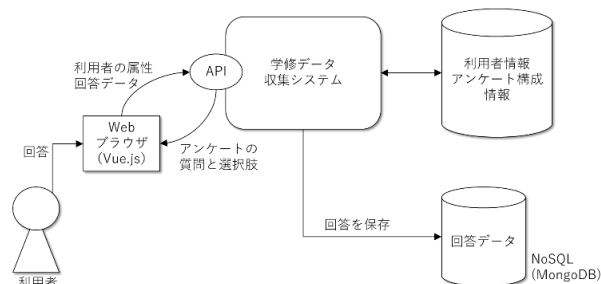 利用者の属性
回答データ
API
学修データ
収集システム
利用者情報
アンケート構成
情報
Web
ブラウザ
(Vue.js)
回答
アンケートの
質問と選択肢
回答を保存
回答データ
NoSQL
(MongoDB)
利用者